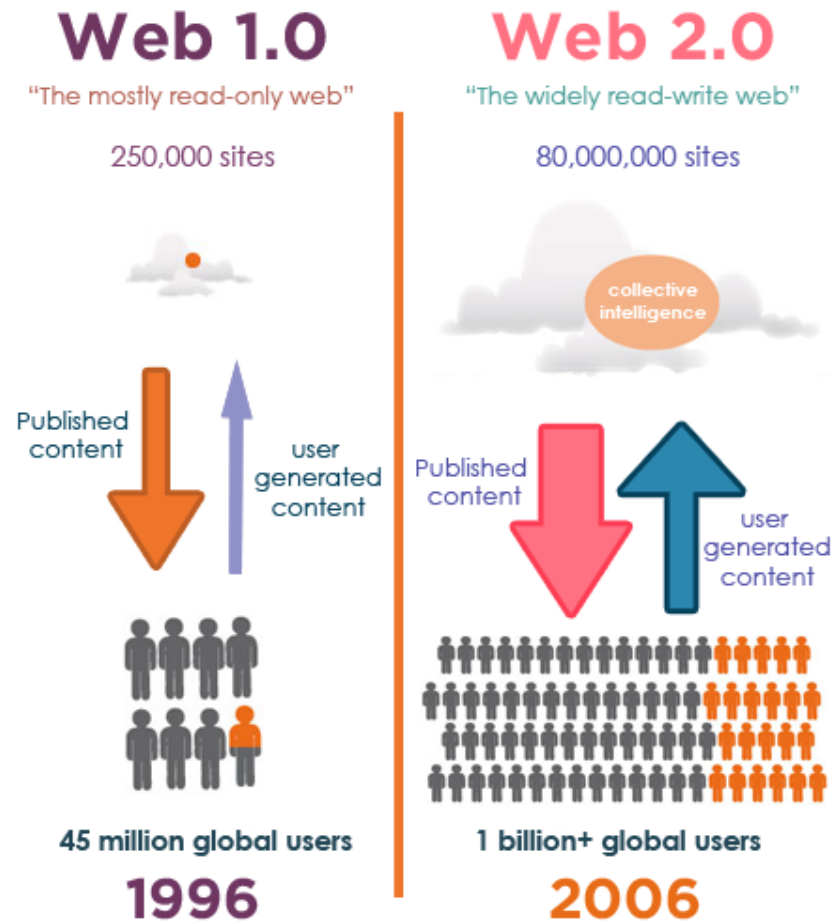 Web 1.0
“The mostly read-only web”
250,000 sites
Published
content
user
generated
content
45 million global users
1996
Web 2.0
“The widely read-write web”
80,000,000 sites
collective
intelligence
Published
content
user
generated
content
1 billion+ global users
2006